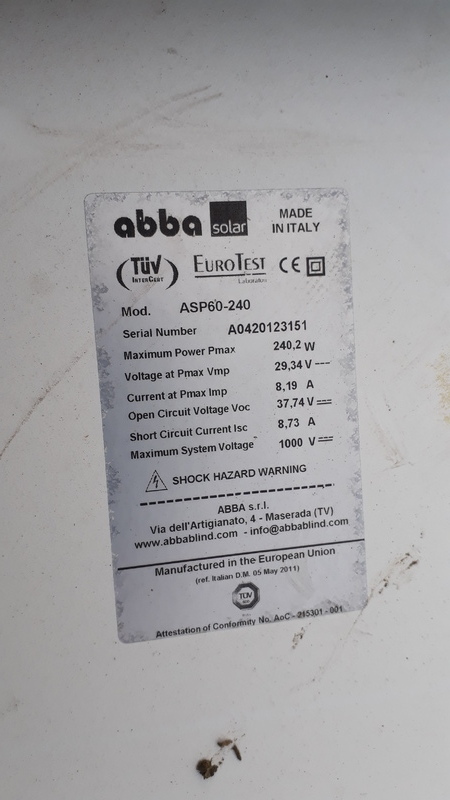 abba solar MADE IN ITALY
TÜV INTERCERT EUROTEST Laboratori CE
Mod. ASP60-240
Serial Number A0420123151
Maximum Power Pmax 240,2 W
Voltage at Pmax Vmp 29,34 V
Current at Pmax Imp 8,19 A
Open Circuit Voltage Voc 37,74 V
Short Circuit Current Isc 8,73 A
Maximum System Voltage 1000 V
SHOCK HAZARD WARNING
ABBA s.r.l.
Via dell'Artigianato, 4 - Maserada (TV)
www.abbablind.com - info@abbablind.com
Manufactured in the European Union
(ref. Italian D.M. 05 May 2011)
TÜV
Attestation of Conformity No. AoC - 215301 - 001